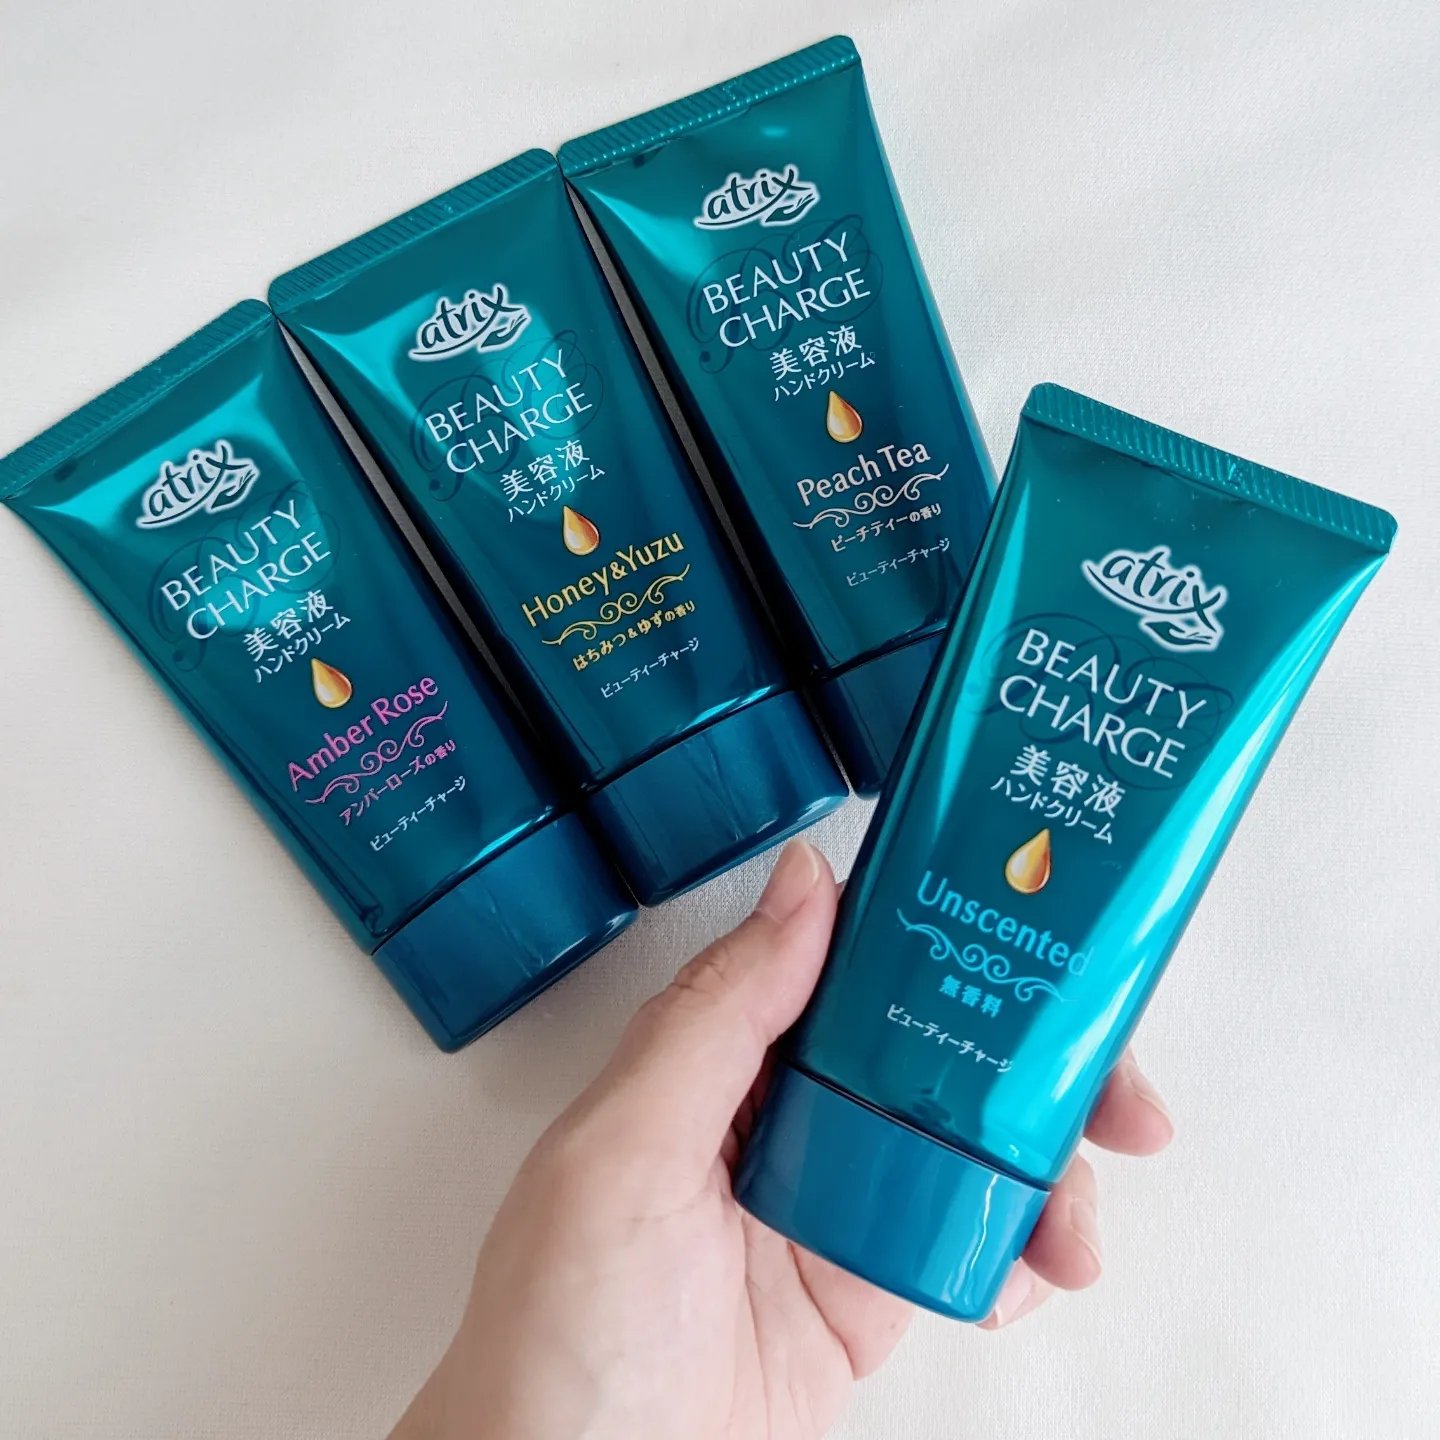 atrix
BEAUTY
CHARGE
美容液
ハンドクリーム
Amber Rose
アンバーローズの香り
ビューティーチャージ
atrix
BEAUTY
CHARGE
美容液
ハンドクリーム
Honey&Yuzu
はちみつ&ゆずの香り
ビューティーチャージ
atrix
BEAUTY
CHARGE
美容液
ハンドクリーム
Peach Tea
ピーチティーの香り
ビューティーチャージ
atrix
BEAUTY
CHARGE
美容液
ハンドクリーム
Unscented
無香料
ビューティーチャージ